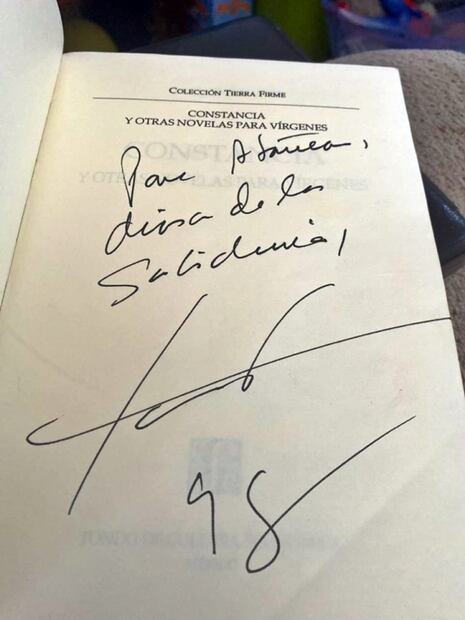 COLECCIÓN TIERRA FIRME
CONSTANCIA
Y OTRAS NOVELAS PARA VÍRGENES
Para Atenea,
diosa de la
Sabiduría,
98